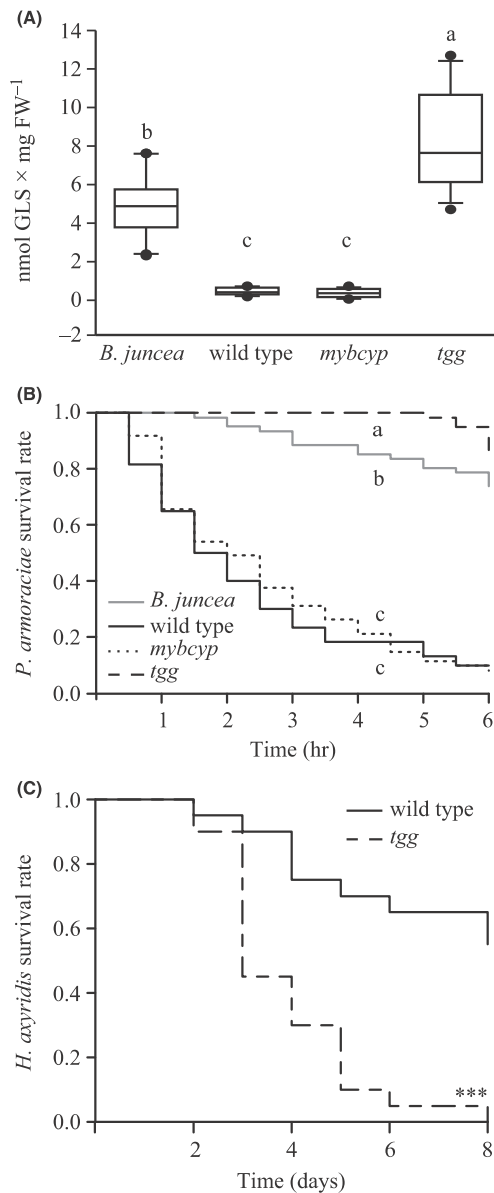 (A)
nmol GLS × mg FW⁻¹
14
12
10
8
6
4
2
0
−2
b
c
c
a
B. juncea
wild type
mybcyp
tgg
(B)
P. armoraciae survival rate
1.0
0.8
0.6
0.4
0.2
0.0
a
b
c
c
B. juncea
wild type
mybcyp
tgg
1
2
3
4
5
6
Time (hr)
(C)
H. axyridis survival rate
1.0
0.8
0.6
0.4
0.2
0.0
wild type
tgg
***
2
4
6
8
Time (days)